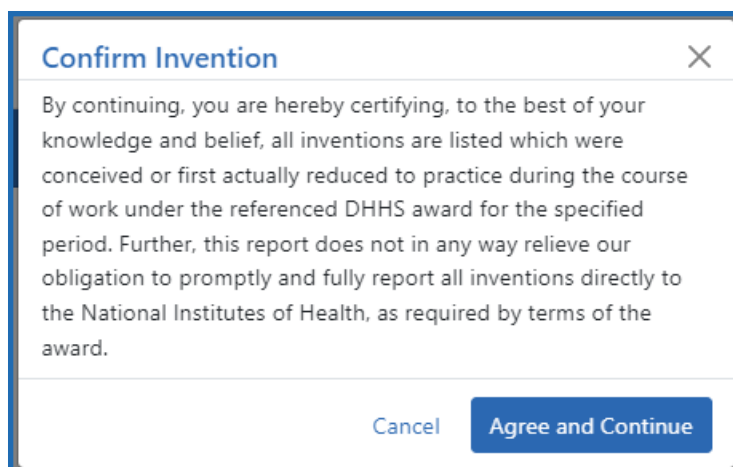 Confirm Invention
By continuing, you are hereby certifying, to the best of your
knowledge and belief, all inventions are listed which were
conceived or first actually reduced to practice during the course
of work under the referenced DHHS award for the specified
period. Further, this report does not in any way relieve our
obligation to promptly and fully report all inventions directly to
the National Institutes of Health, as required by terms of the
award.
Cancel Agree and Continue